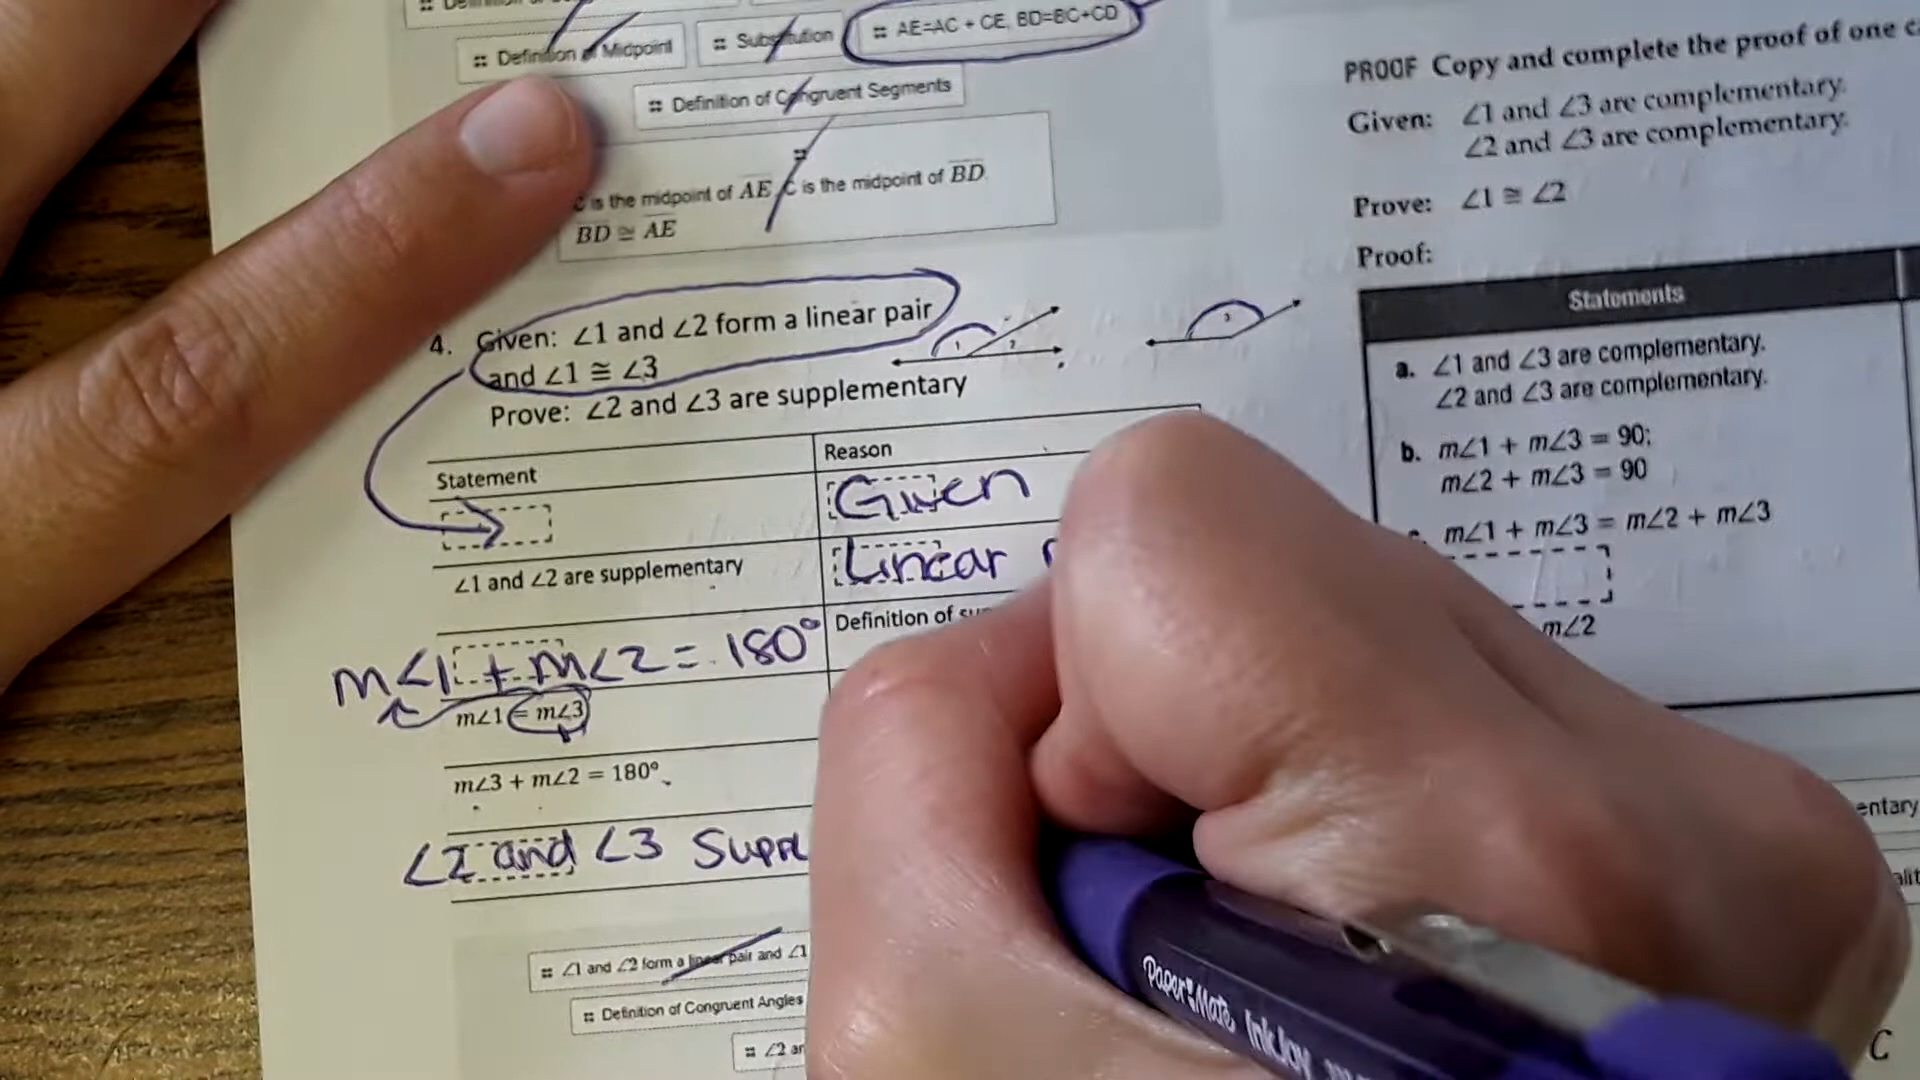 Definition of Midpoint
Substitution
AE=AC + CE, BD=BC+CD
Definition of Congruent Segments
is the midpoint of AE C is the midpoint of BD
BD ≅ AE
4. Given: ∠1 and ∠2 form a linear pair
and ∠1 ≅ ∠3
Prove: ∠2 and ∠3 are supplementary
1 2
3
Statement Reason
Given
∠1 and ∠2 are supplementary Linear
m∠1 + m∠2 = 180° Definition of
m∠1 = m∠3
m∠3 + m∠2 = 180°
∠2 and ∠3
∠1 and ∠2 form a linear pair and ∠1
Definition of Congruent Angles
∠2
PROOF Copy and complete the proof of one
Given: ∠1 and ∠3 are complementary.
∠2 and ∠3 are complementary.
Prove: ∠1 ≅ ∠2
Proof:
Statements
a. ∠1 and ∠3 are complementary.
∠2 and ∠3 are complementary.
b. m∠1 + m∠3 = 90;
m∠2 + m∠3 = 90
m∠1 + m∠3 = m∠2 + m∠3
m∠2
C
Paper:Mate InkJoy